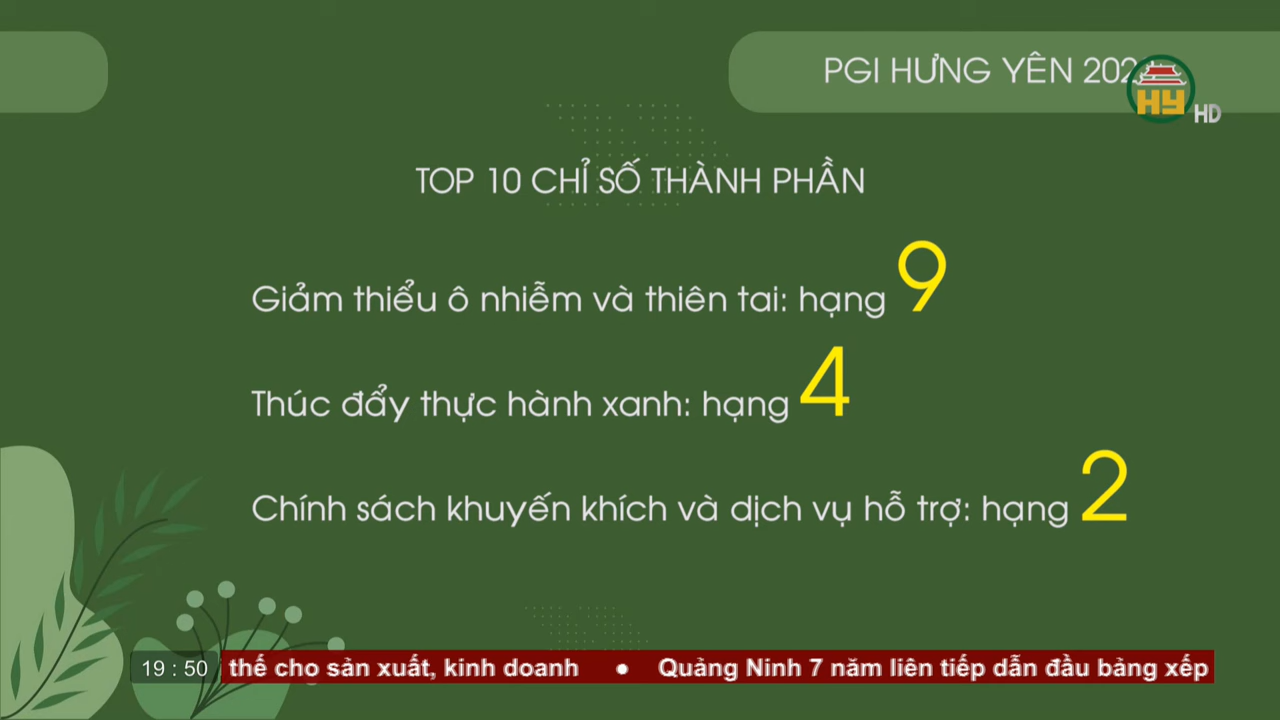 PGI HƯNG YÊN
HY HD
TOP 10 CHỈ SỐ THÀNH PHẦN
Giảm thiểu ô nhiễm và thiên tai: hạng 9
Thúc đẩy thực hành xanh: hạng 4
Chính sách khuyến khích và dịch vụ hỗ trợ: hạng 2
19 : 50 thế cho sản xuất, kinh doanh • Quảng Ninh 7 năm liên tiếp dẫn đầu bảng xếp